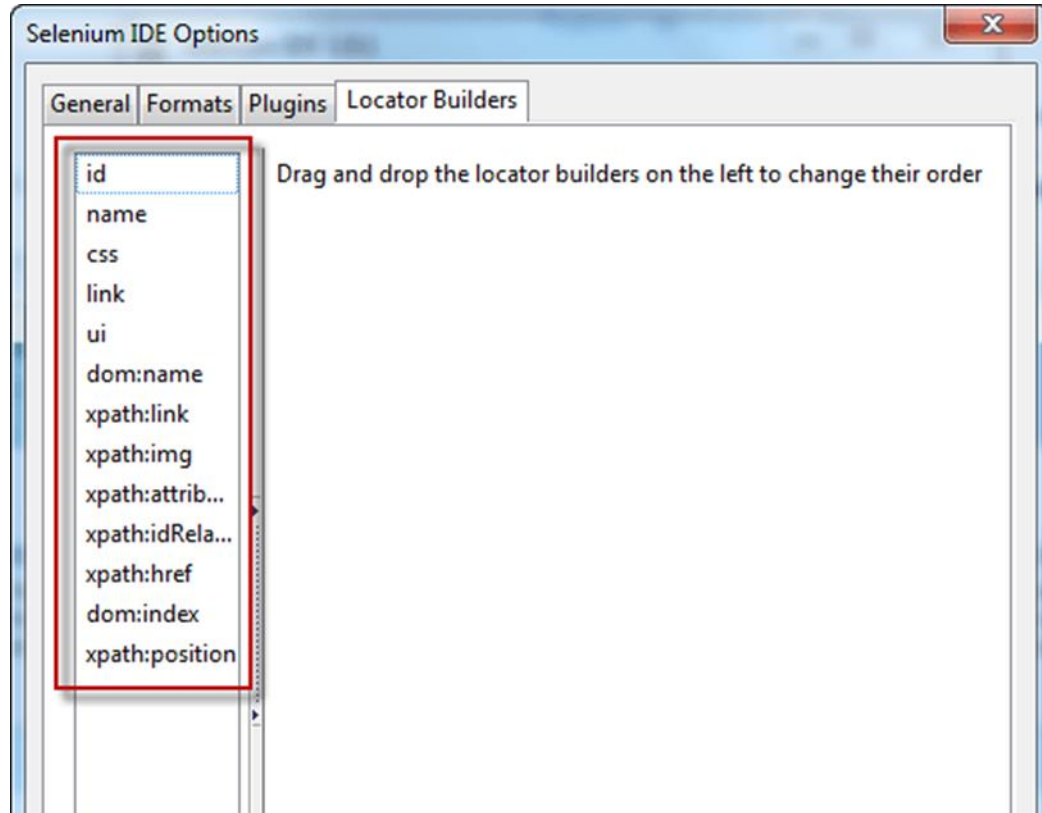 Selenium IDE Options
General Formats Plugins Locator Builders
id
Drag and drop the locator builders on the left to change their order
name
css
link
ui
dom:name
xpath:link
xpath:img
xpath:attrib...
xpath:idRela...
xpath:href
dom:index
xpath:position